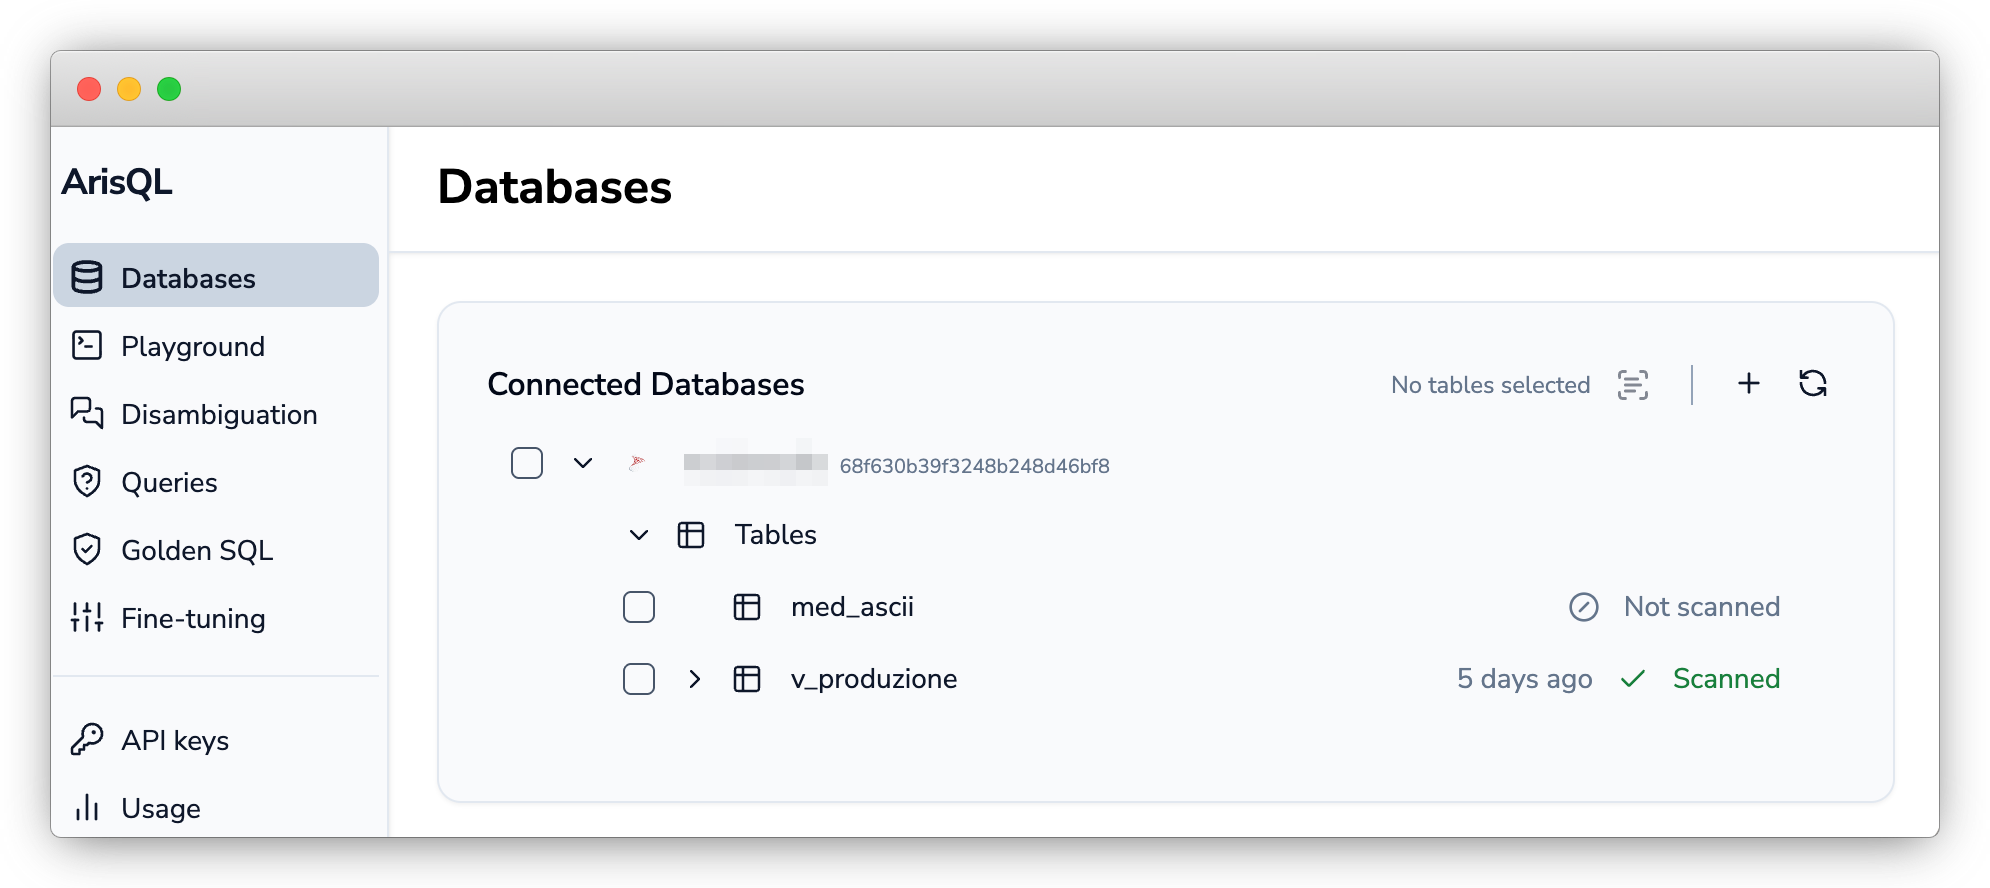 ArisQL
Databases
Playground
Disambiguation
Queries
Golden SQL
Fine-tuning
API keys
Usage
Databases
Connected Databases
No tables selected
68f630b39f3248b248d46bf8
Tables
med_ascii
Not scanned
v_produzione
5 days ago
Scanned